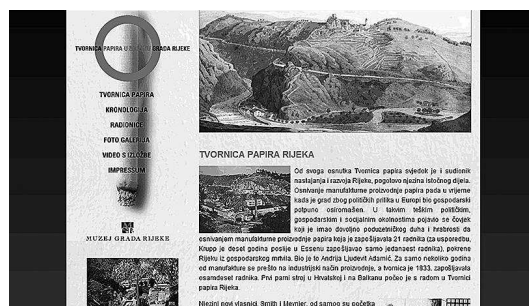 TVORNICA PAPIRA U RIJECI GRADA RIJEKE
TVORNICA PAPIRA
KRONOLOGIJA
RADIONICE
FOTO GALERIJA
VIDEO S IZLOŽBE
IMPRESSUM
MUZEJ GRADA RIJEKE
TVORNICA PAPIRA RIJEKA
Od svoga osnutka Tvornica papira svjedok je i sudionik
nastajanja i razvoja Rijeke, pogotovo njezina istočnog dijela.
Osnivanje manufakturne proizvodnje papira pada u vrijeme
kada je grad zbog političkih prilika u Europi bio gospodarski
potpuno osiromašen. U takvim teškim političkim,
gospodarskim i socijalnim okolnostima pojavio se čovjek
koji je imao dovoljno poduzetničkog duha i hrabrosti da
osnivanjem manufakturne proizvodnje papira koja je zapošljavala 21 radnika (za usporedbu,
Krupp je deset godina poslije u Essenu zapošljavao samo jedanaest radnika), pokrene
Rijeku iz gospodarskog mrtvila. Bio je to Andrija Ljudevit Adamić. Za samo nekoliko godina
od manufakture se prešlo na industrijski način proizvodnje, a tvornica je 1833. zapošljavala
osamdeset radnika. Prvi parni stroj u Hrvatskoj i na Balkanu počeo je s radom u Tvornici
papira Rijeka.
Njezini novi vlasnici, Smith i Meynier, od samog su početka